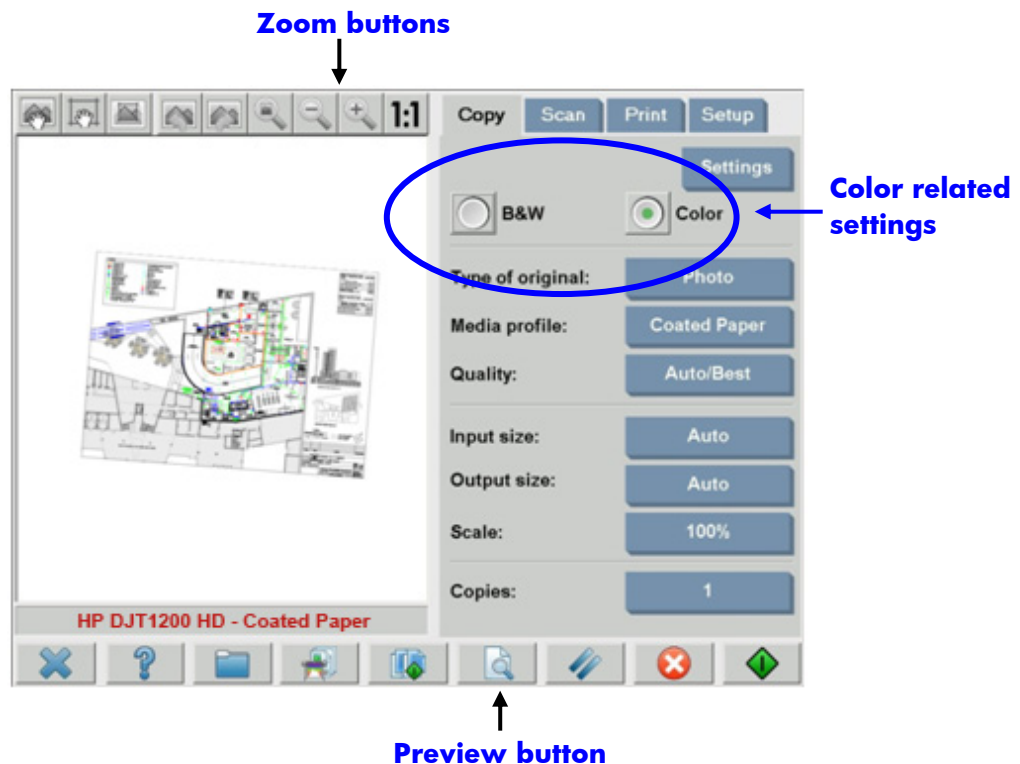 Zoom buttons
1:1
Copy Scan Print Setup
Settings
Color related
settings
B&W Color
Type of original: Photo
Media profile: Coated Paper
Quality: Auto/Best
Input size: Auto
Output size: Auto
Scale: 100%
Copies: 1
HP DJT1200 HD - Coated Paper
Preview button